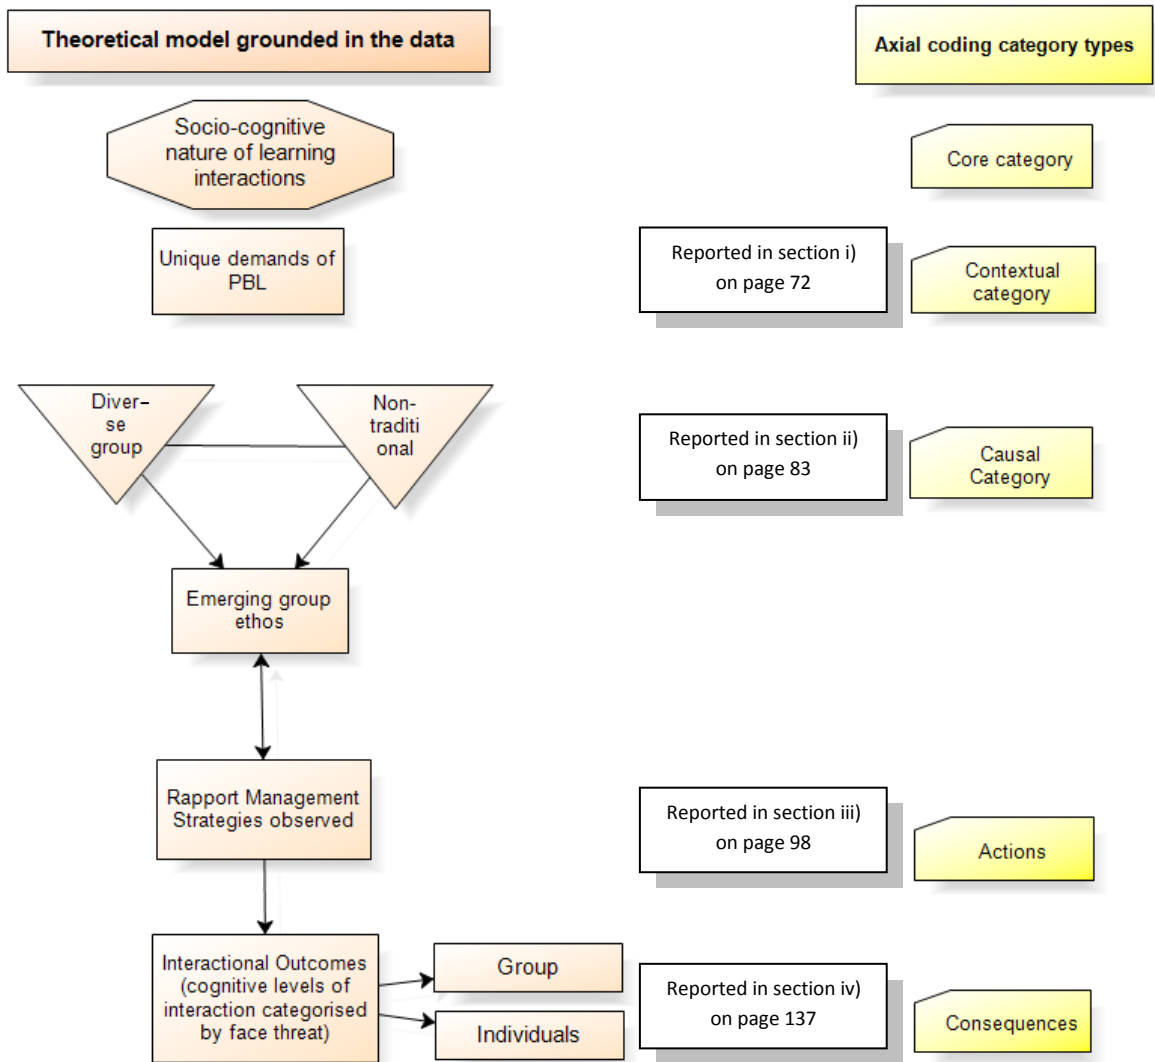 Theoretical model grounded in the data
Axial coding category types
Socio-cognitive
nature of learning
interactions
Core category
Unique demands of
PBL
Reported in section i)
on page 72
Contextual
category
Diver–
se
group
Non-
traditi
onal
Reported in section ii)
on page 83
Causal
Category
Emerging group
ethos
Rapport Management
Strategies observed
Reported in section iii)
on page 98
Actions
Interactional Outcomes
(cognitive levels of
interaction categorised
by face threat)
Group
Individuals
Reported in section iv)
on page 137
Consequences